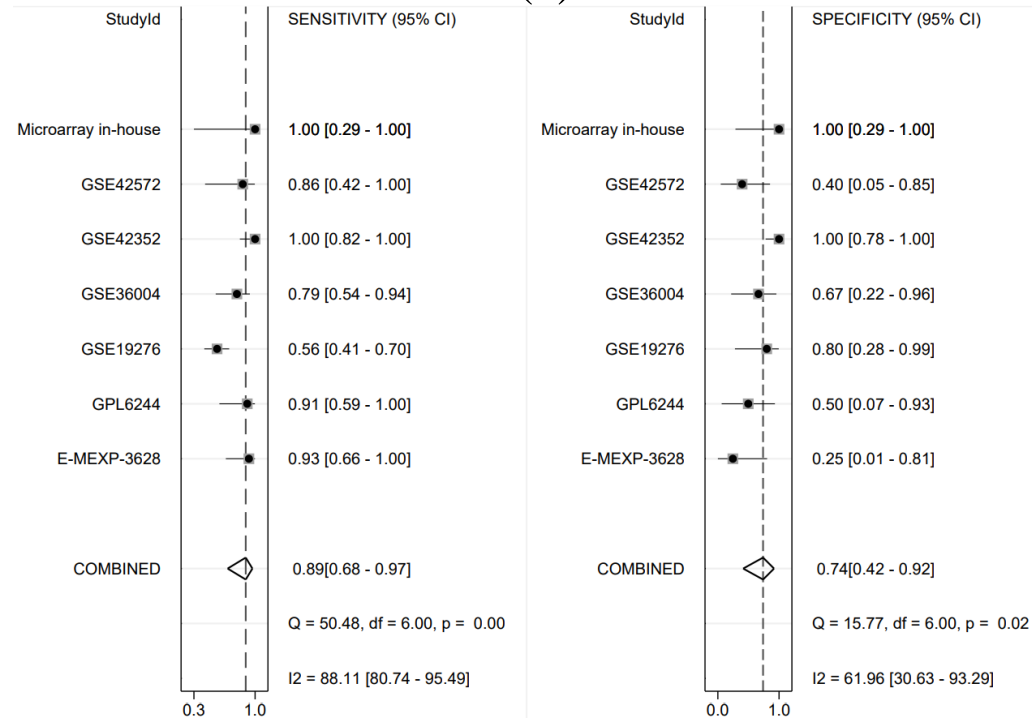 StudyId SENSITIVITY (95% CI)
Microarray in-house 1.00 [0.29 - 1.00]
GSE42572 0.86 [0.42 - 1.00]
GSE42352 1.00 [0.82 - 1.00]
GSE36004 0.79 [0.54 - 0.94]
GSE19276 0.56 [0.41 - 0.70]
GPL6244 0.91 [0.59 - 1.00]
E-MEXP-3628 0.93 [0.66 - 1.00]
COMBINED 0.89[0.68 - 0.97]
Q = 50.48, df = 6.00, p = 0.00
I2 = 88.11 [80.74 - 95.49]
0.3 1.0
StudyId SPECIFICITY (95% CI)
Microarray in-house 1.00 [0.29 - 1.00]
GSE42572 0.40 [0.05 - 0.85]
GSE42352 1.00 [0.78 - 1.00]
GSE36004 0.67 [0.22 - 0.96]
GSE19276 0.80 [0.28 - 0.99]
GPL6244 0.50 [0.07 - 0.93]
E-MEXP-3628 0.25 [0.01 - 0.81]
COMBINED 0.74[0.42 - 0.92]
Q = 15.77, df = 6.00, p = 0.02
I2 = 61.96 [30.63 - 93.29]
0.0 1.0